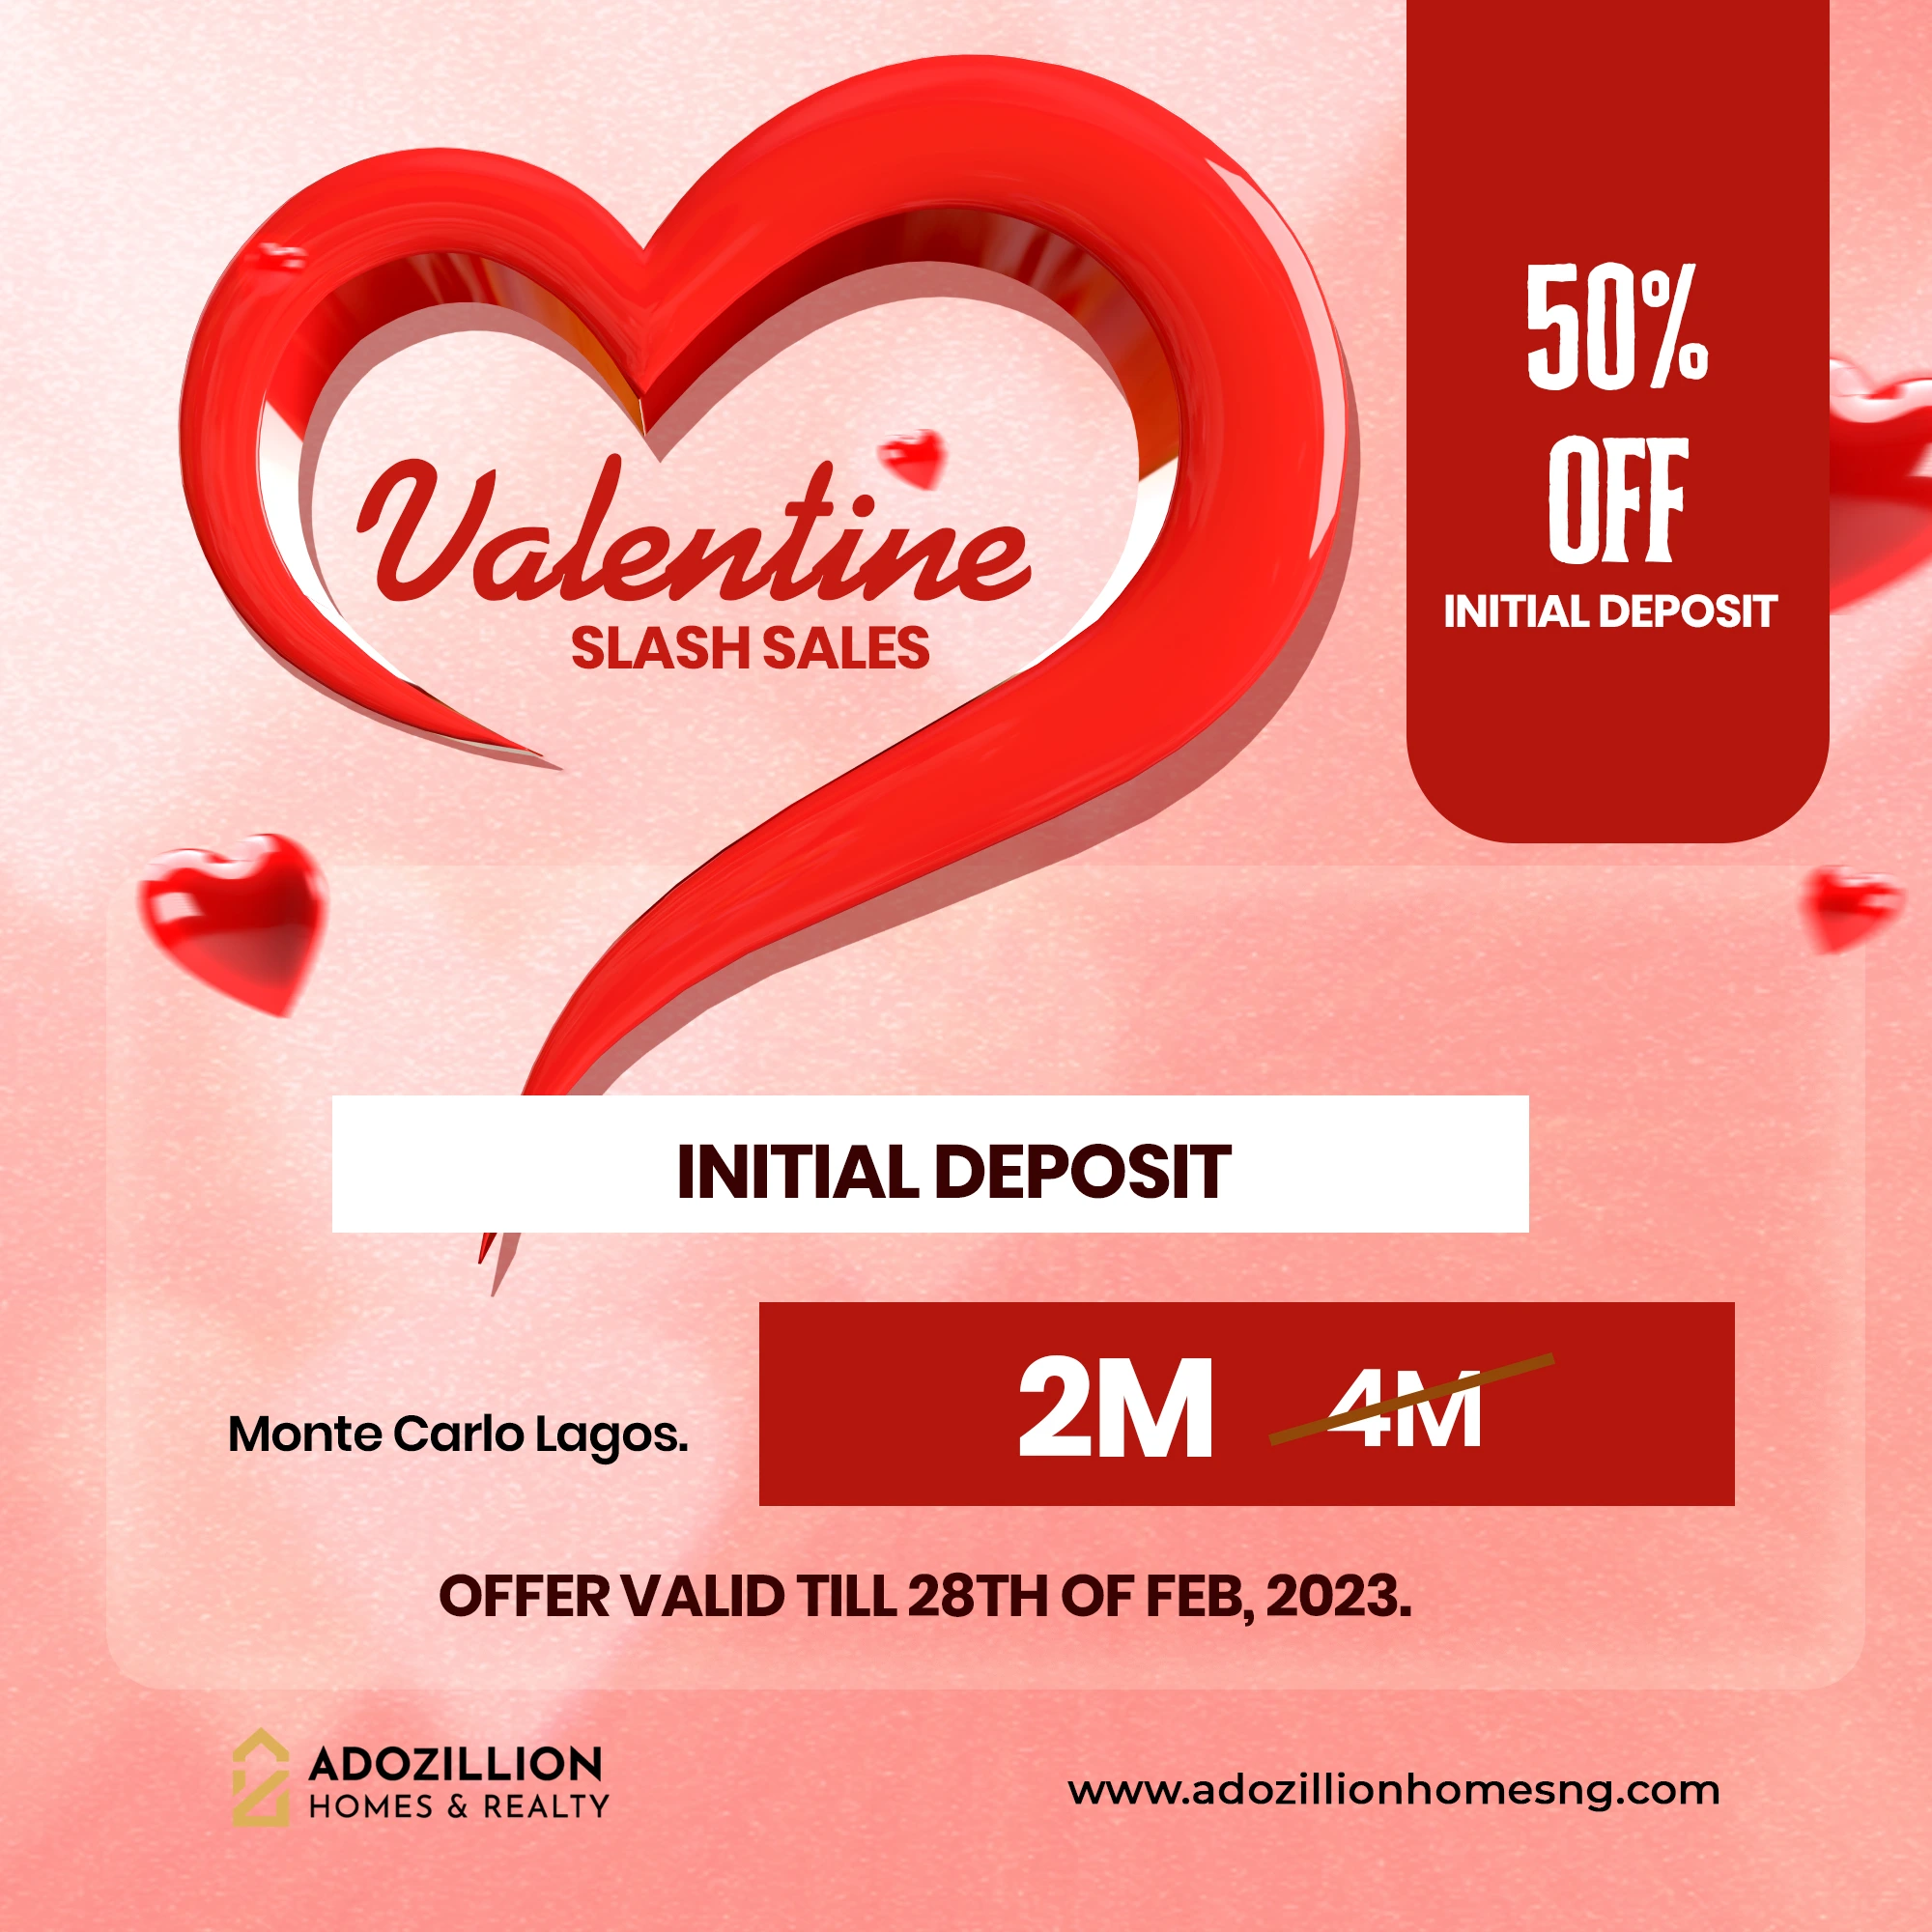 Valentine
SLASH SALES
50%
OFF
INITIAL DEPOSIT
INITIAL DEPOSIT
Monte Carlo Lagos.
2M 4M
OFFER VALID TILL 28TH OF FEB, 2023.
ADOZILLION
HOMES & REALTY
www.adozillionhomesng.com